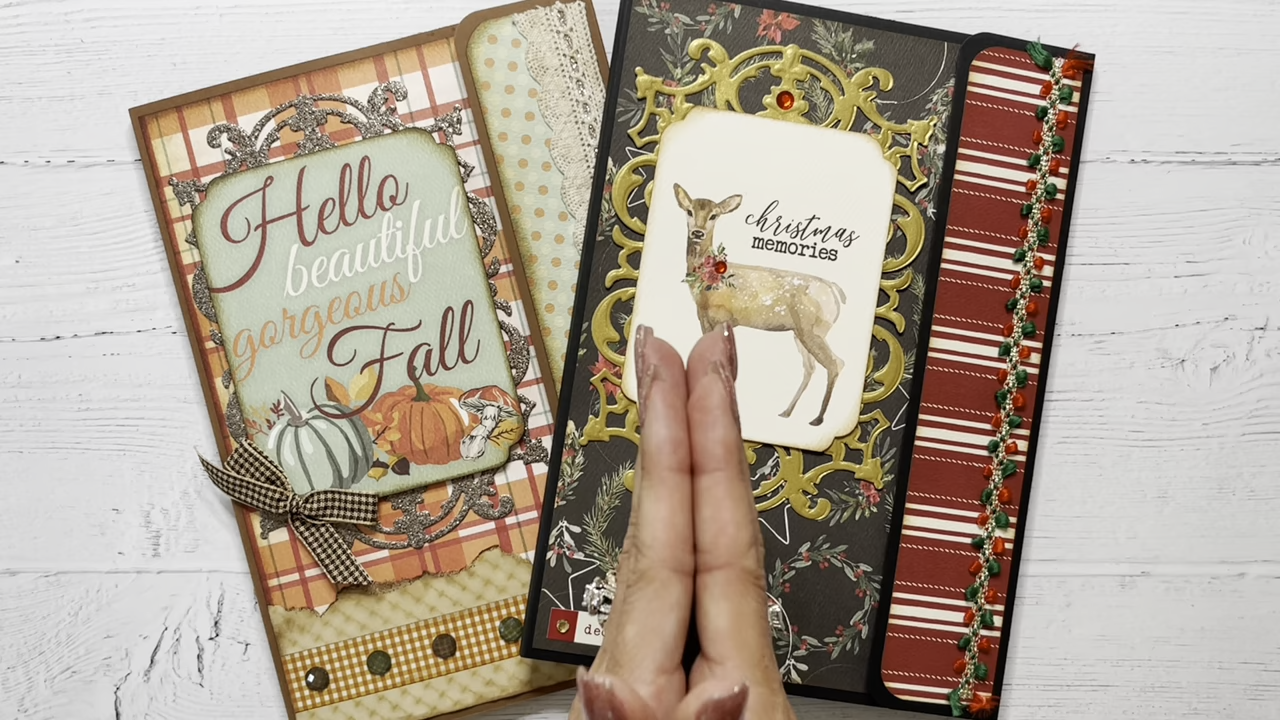 Hello
beautiful
gorgeous
Fall
christmas
memories